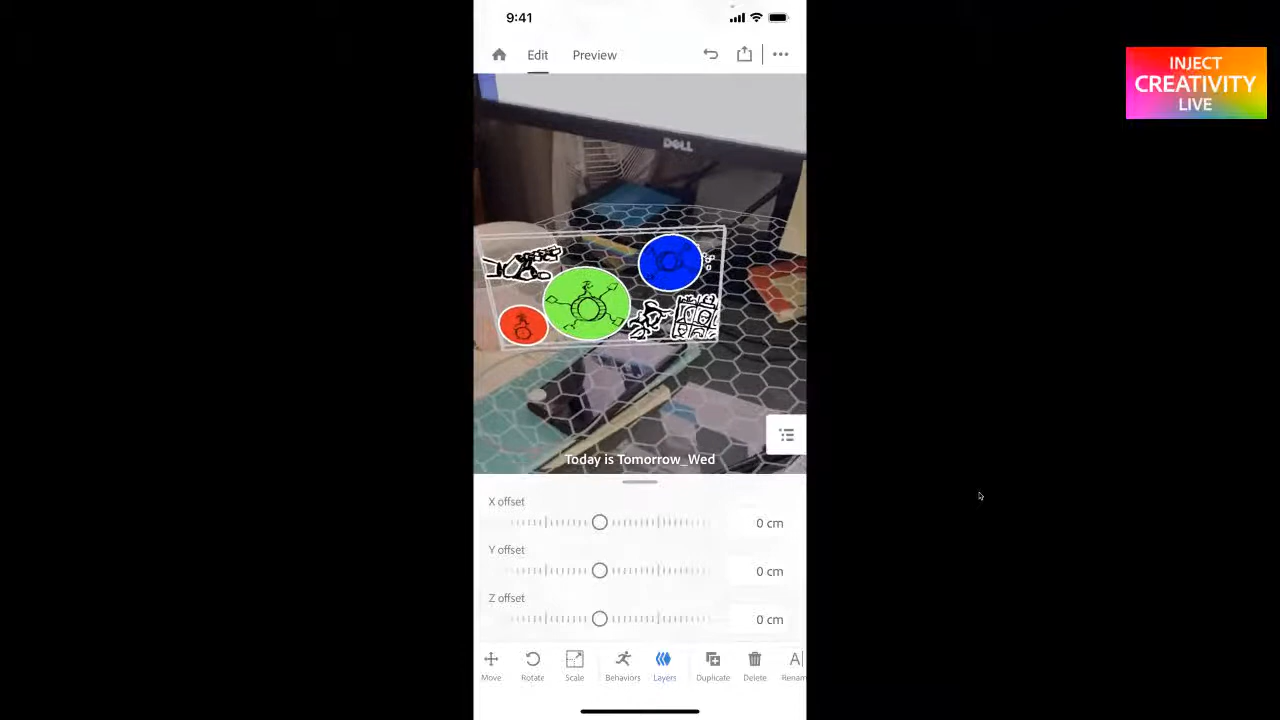 9:41
Edit
Preview
INJECT
CREATIVITY
LIVE
DELL
Today is Tomorrow_Wed
X offset
0 cm
Y offset
0 cm
Z offset
0 cm
Move
Rotate
Scale
Behaviors
Layers
Duplicate
Delete
Renam